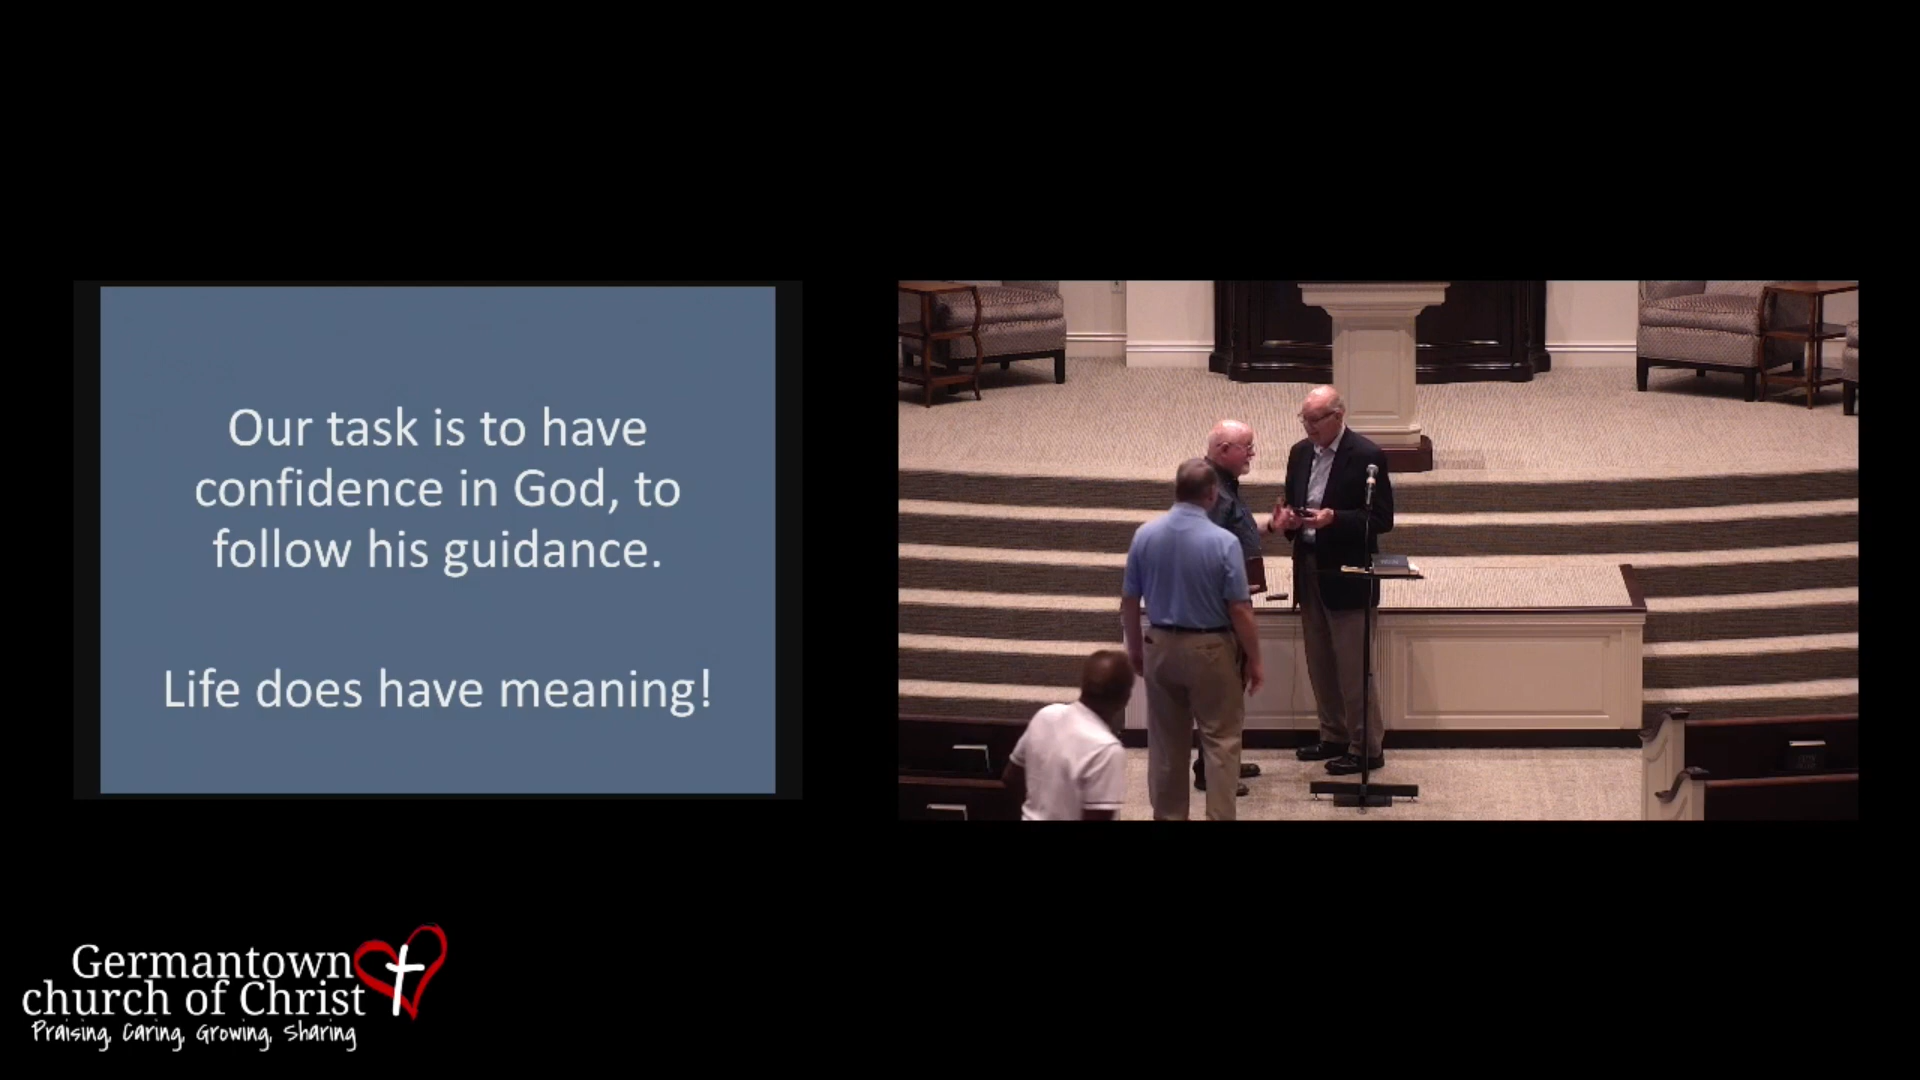 Our task is to have
confidence in God, to
follow his guidance.
Life does have meaning!
Germantown
church of Christ
Praising, Caring, Growing, Sharing